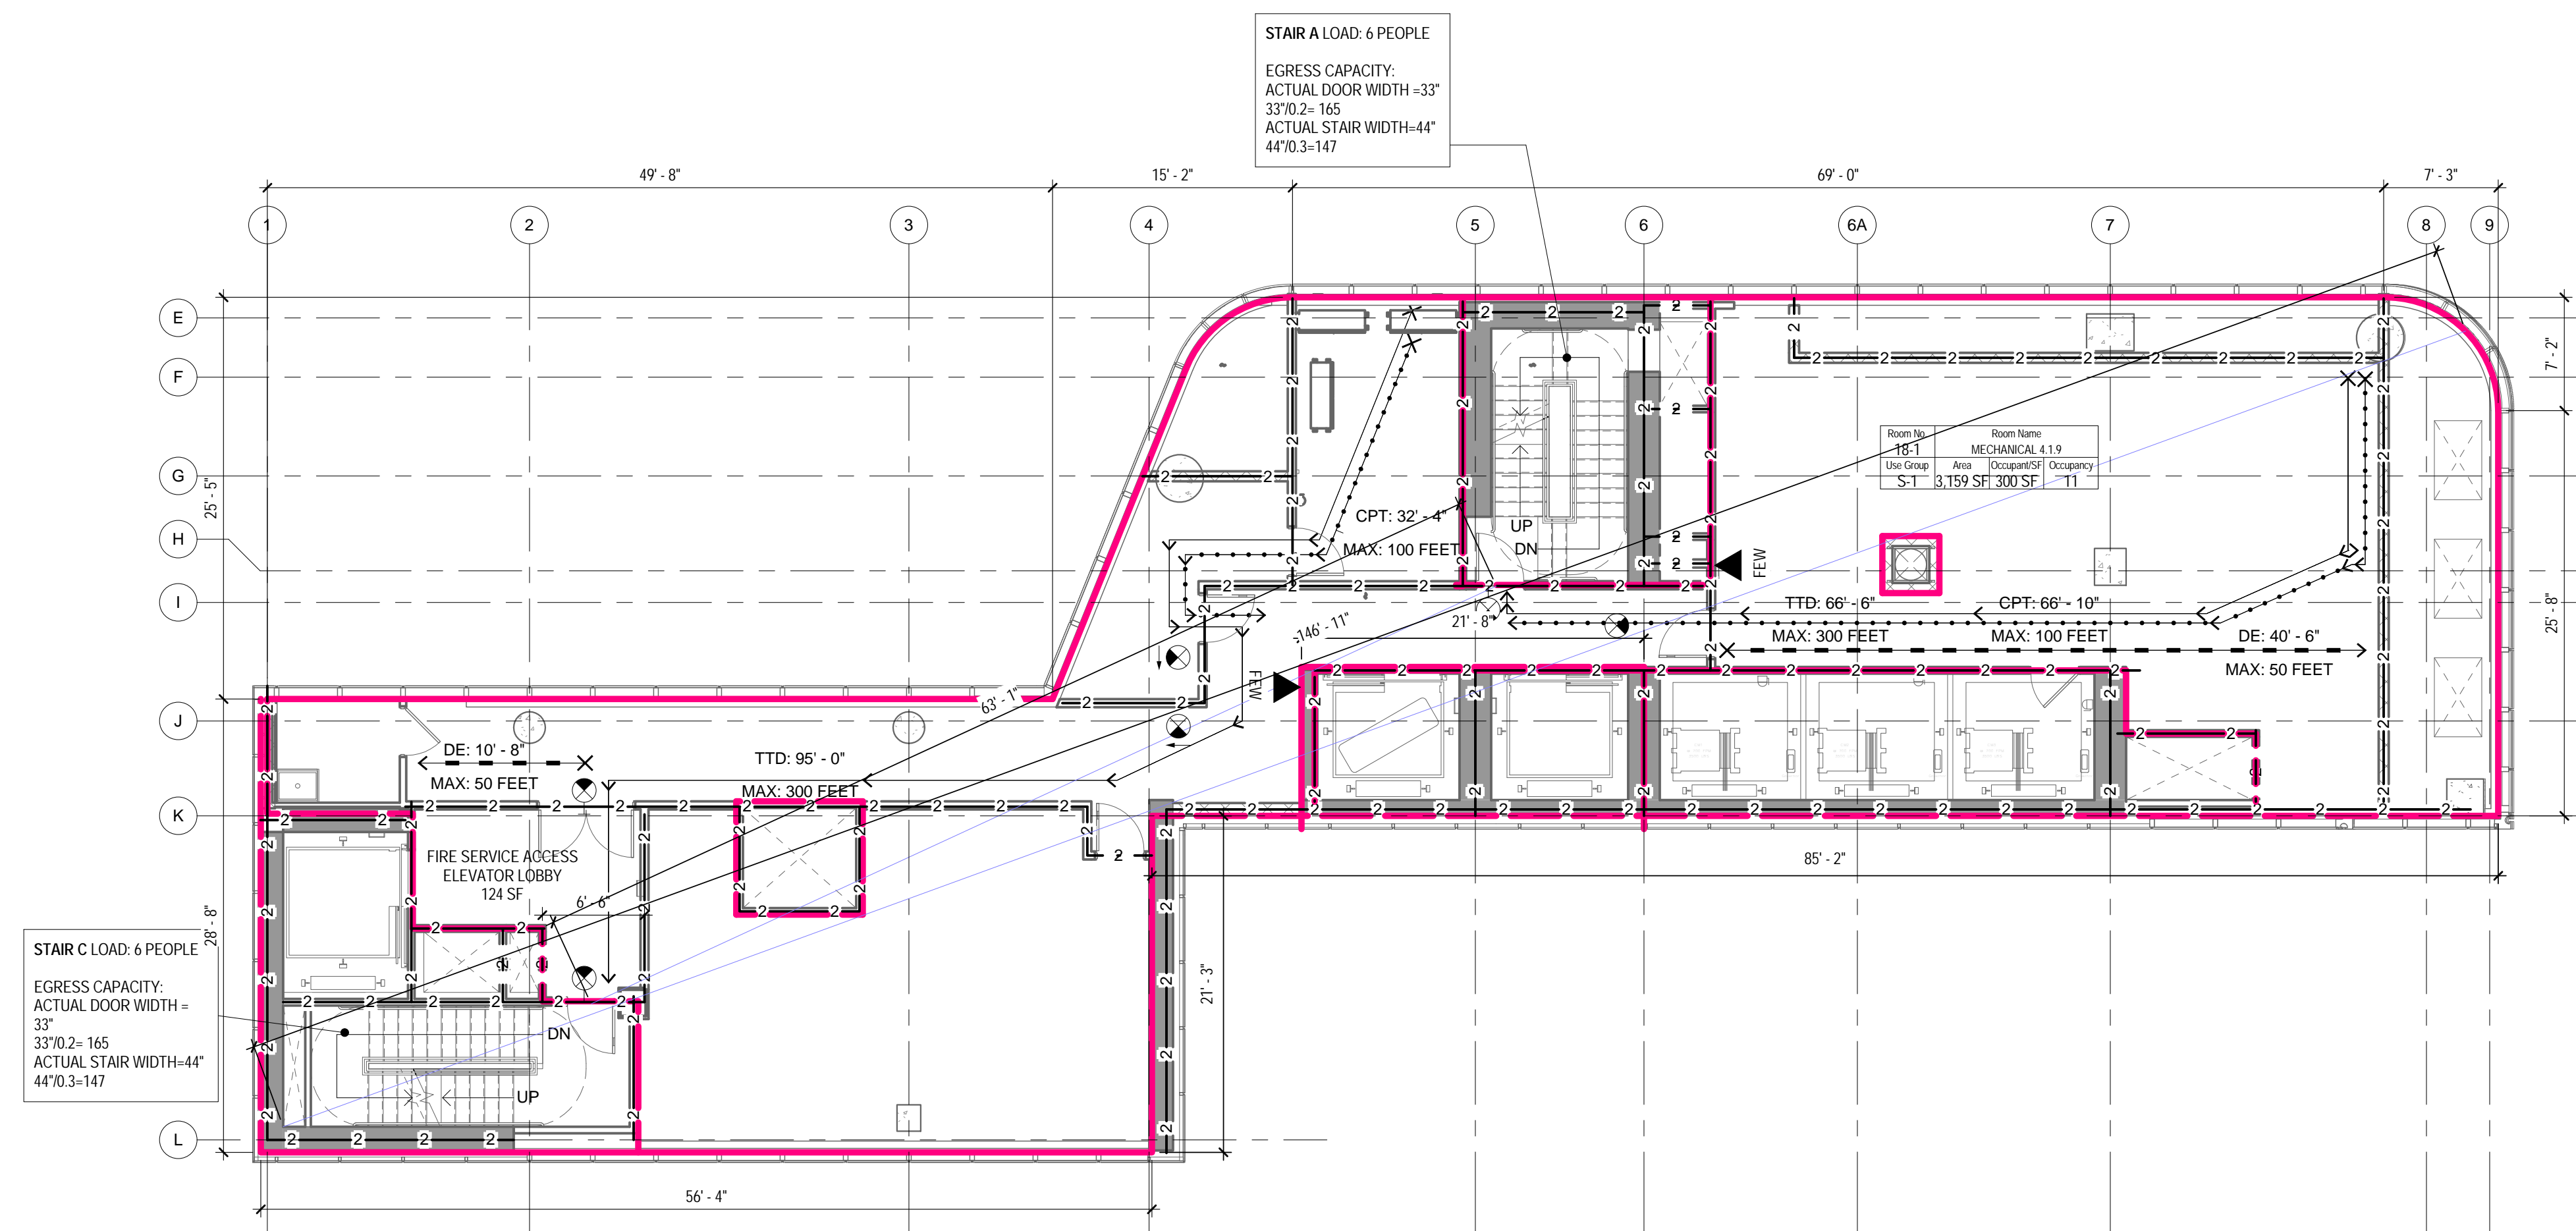 STAIR A LOAD: 6 PEOPLE
EGRESS CAPACITY:
ACTUAL DOOR WIDTH =33"
33"/0.2= 165
ACTUAL STAIR WIDTH=44"
44"/0.3=147
49' - 8"
15' - 2"
69' - 0"
7' - 3"
1
2
3
4
5
6
6A
7
8
9
E
F
G
H
I
J
K
L
25' - 5"
28' - 8"
7' - 2"
25' - 8"
Room No
Room Name
18-1
MECHANICAL 4.1.9
Use Group
Area
Occupant/SF
Occupancy
S-1
3,159 SF
300 SF
11
CPT: 32' - 4"
MAX: 100 FEET
UP
DN
FEW
TTD: 66' - 6"
MAX: 300 FEET
CPT: 66' - 10"
MAX: 100 FEET
DE: 40' - 6"
MAX: 50 FEET
21' - 8"
146' - 11"
FEW
63' - 1"
DE: 10' - 8"
MAX: 50 FEET
TTD: 95' - 0"
MAX: 300 FEET
FIRE SERVICE ACCESS
ELEVATOR LOBBY
124 SF
6' - 6"
85' - 2"
21' - 3"
STAIR C LOAD: 6 PEOPLE
EGRESS CAPACITY:
ACTUAL DOOR WIDTH =
33"
33"/0.2= 165
ACTUAL STAIR WIDTH=44"
44"/0.3=147
DN
UP
56' - 4"